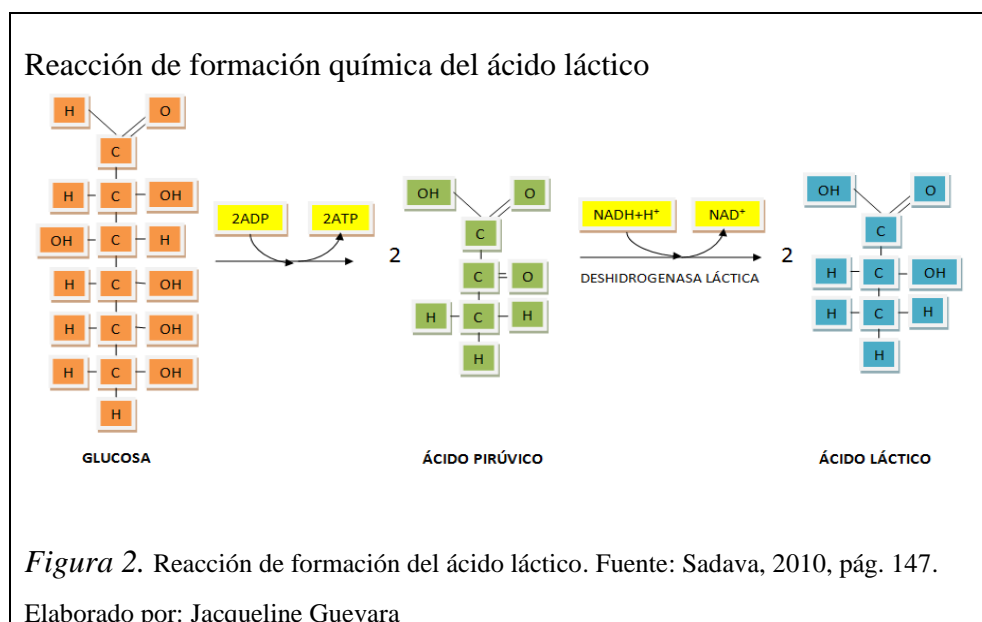 Reacción de formación química del ácido láctico
H O
C
H C OH
OH C H
H C OH
H C OH
H C OH
H
GLUCOSA
2ADP 2ATP
2
OH O
C
C O
H C H
H
ÁCIDO PIRÚVICO
NADH+H⁺ NAD⁺
DESHIDROGENASA LÁCTICA
2
OH O
C
H C OH
H C H
H
ÁCIDO LÁCTICO
Figura 2. Reacción de formación del ácido láctico. Fuente: Sadava, 2010, pág. 147.
Elaborado por: Jacqueline Guevara